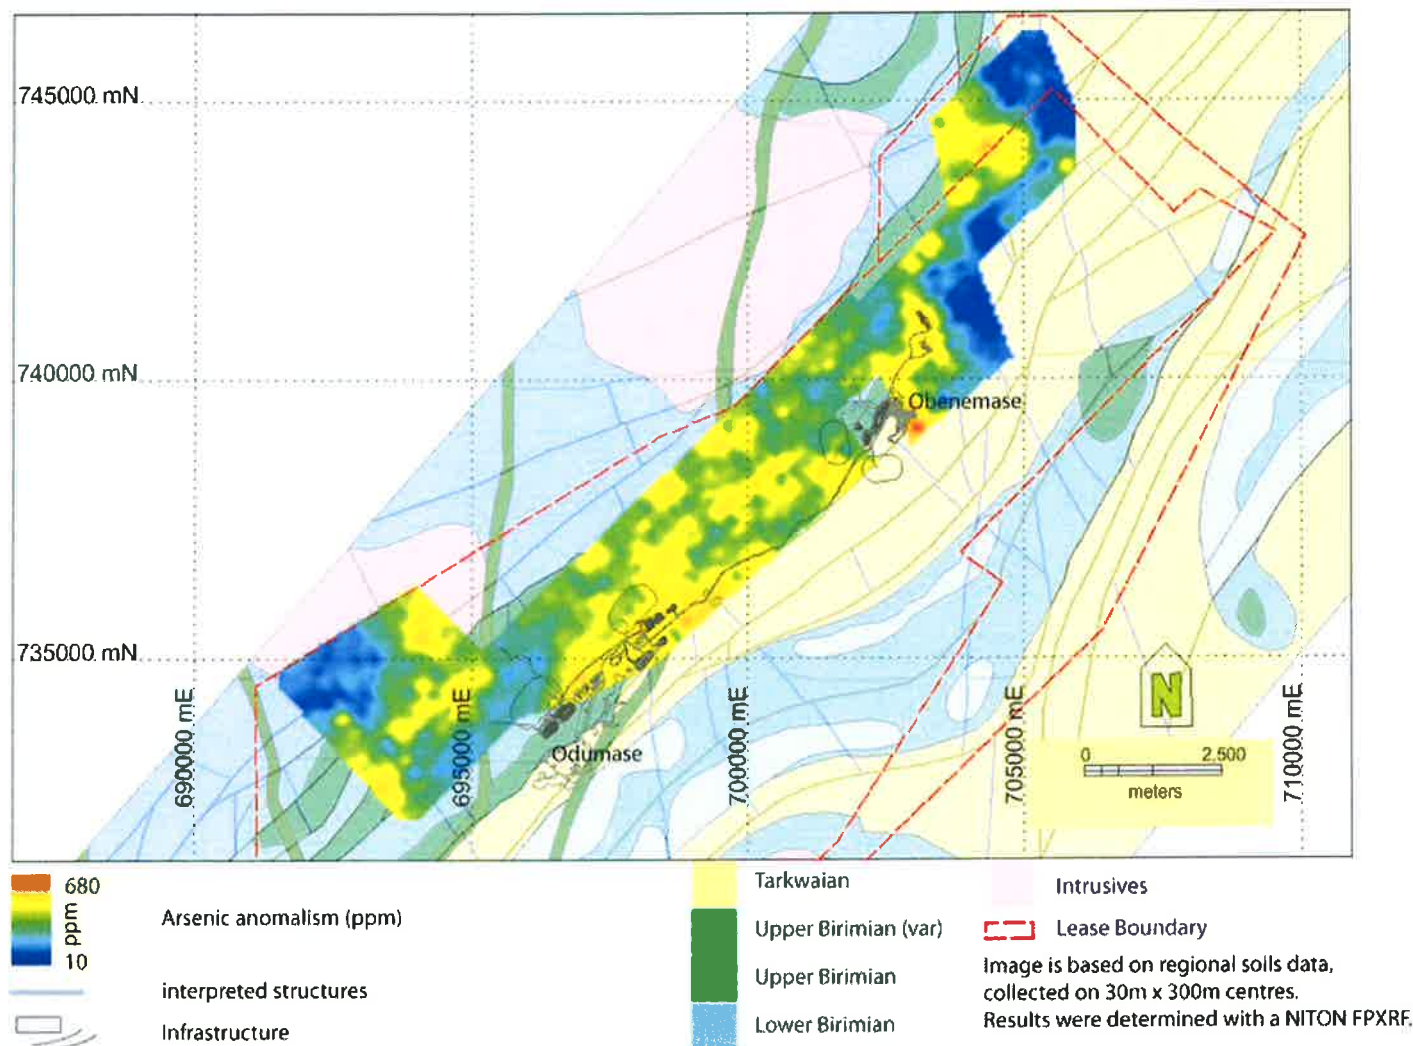 745000 mN
740000 mN
735000 mN
690000 mE
695000 mE
700000 mE
705000 mE
710000 mE
Obenemase
Odumase
N
0 2,500
meters
680
ppm
10
Arsenic anomalism (ppm)
interpreted structures
Infrastructure
Tarkwaian
Upper Birimian (var)
Upper Birimian
Lower Birimian
Intrusives
Lease Boundary
Image is based on regional soils data,
collected on 30m x 300m centres.
Results were determined with a NITON FPXRF.